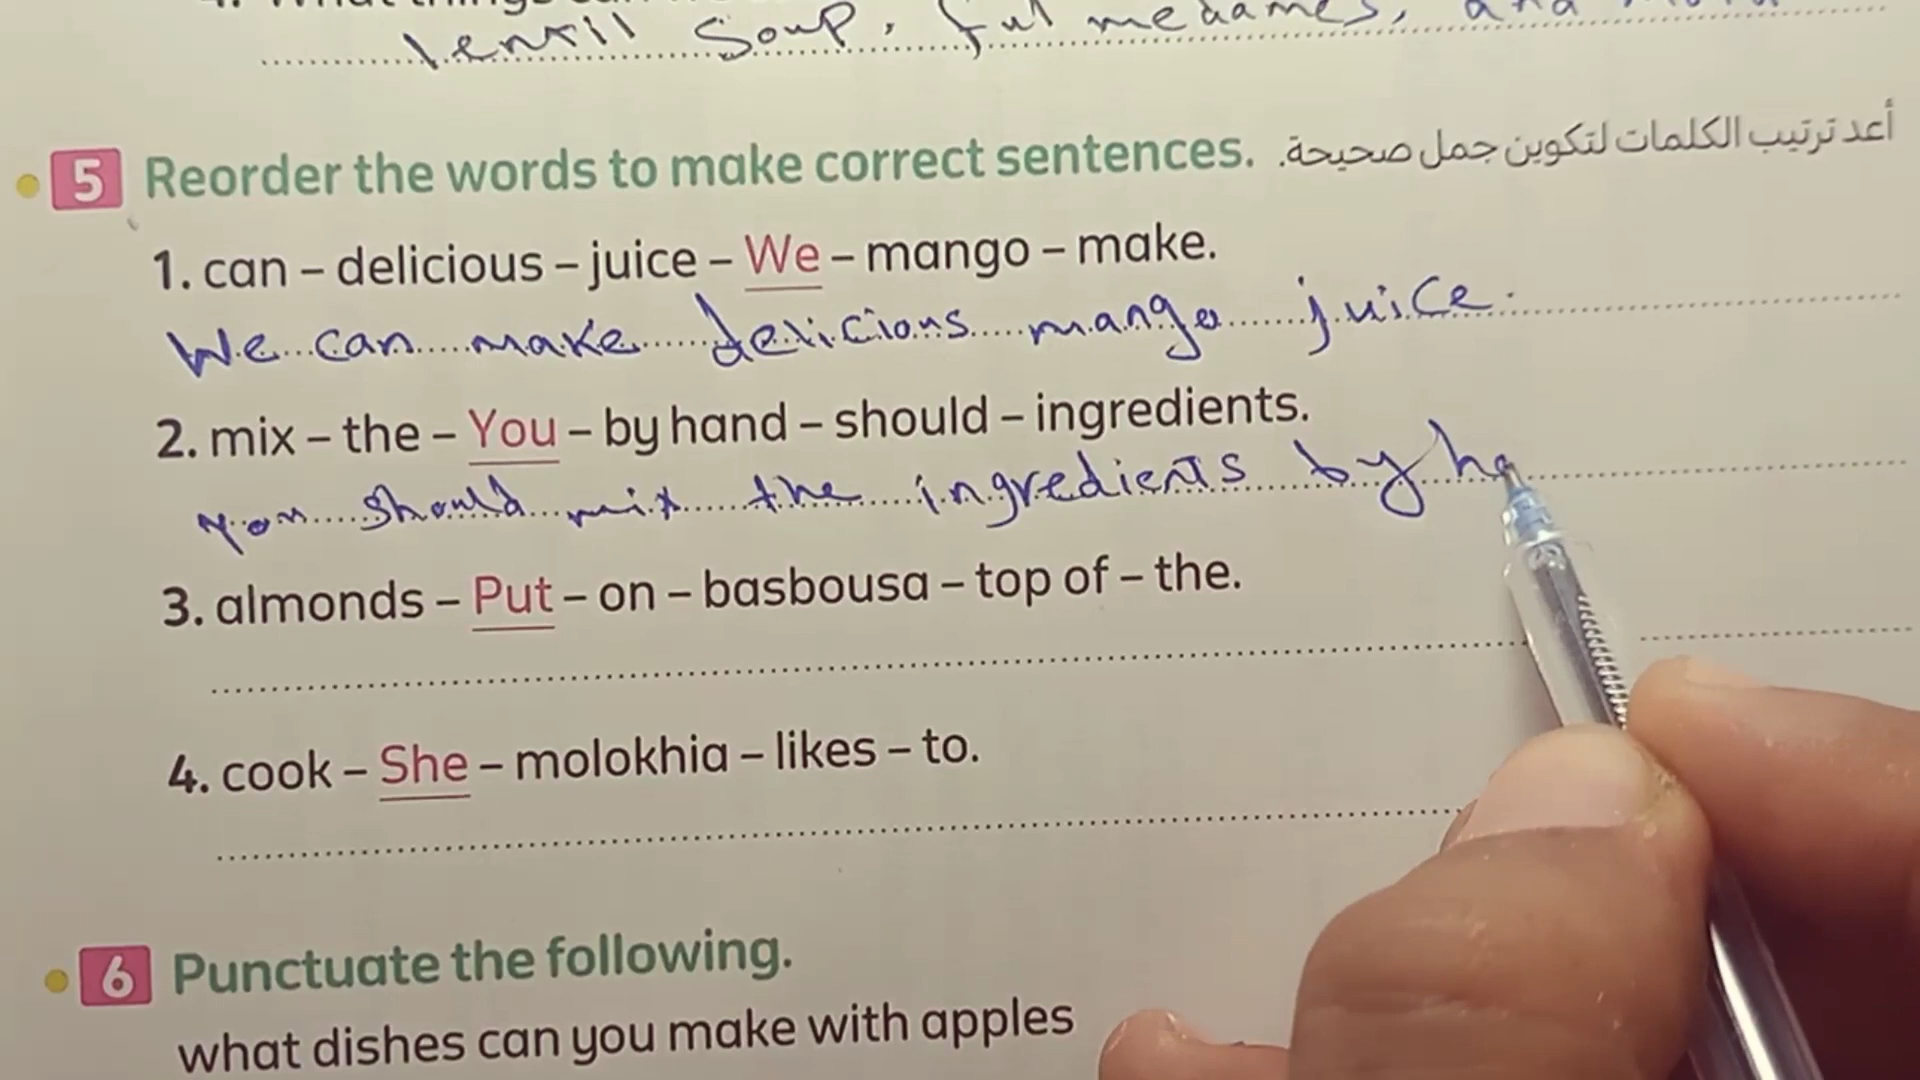 lentil Soup, ful medames, and
5 Reorder the words to make correct sentences. أعد ترتيب الكلمات لتكوين جمل صحيحة.
1. can – delicious – juice – We – mango – make.
We can make delicious mango juice.
2. mix – the – You – by hand – should – ingredients.
you should mix the ingredients by ha
3. almonds – Put – on – basbousa – top of – the.
4. cook – She – molokhia – likes – to.
6 Punctuate the following.
what dishes can you make with apples